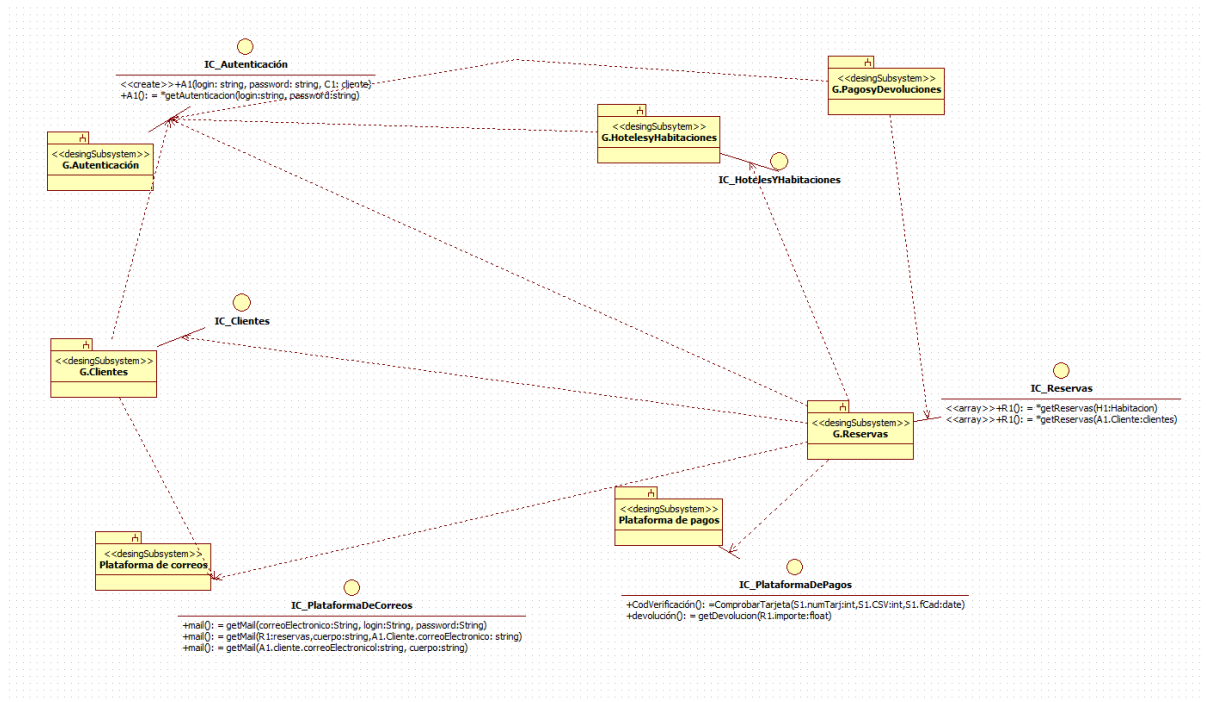 IC_Autenticación
<<create>>+A1(login: string, password: string, C1: cliente)
+A1(): = *getAutenticacion(login:string, password:string)
<<desingSubsystem>>
G.PagosyDevoluciones
<<desingSubsystem>>
G.HotelesyHabitaciones
<<desingSubsystem>>
G.Autenticación
IC_HotelesYHabitaciones
IC_Clientes
<<desingSubsystem>>
G.Clientes
IC_Reservas
<<array>>+R1(): = *getReservas(H1:Habitacion)
<<array>>+R1(): = *getReservas(A1.Cliente:clientes)
<<desingSubsystem>>
G.Reservas
<<desingSubsystem>>
Plataforma de pagos
<<desingSubsystem>>
Plataforma de correos
IC_PlataformaDePagos
+CodVerificación(): =ComprobarTarjeta(S1.numTarj:int,S1.CSV:int,S1.fCad:date)
+devolución(): = getDevolucion(R1.importe:float)
IC_PlataformaDeCorreos
+mail(): = getMail(correoElectronico:String, login:String, password:String)
+mail(): = getMail(R1:reservas,cuerpo:string,A1.Cliente.correoElectronico: string)
+mail(): = getMail(A1.cliente.correoElectronicol:string, cuerpo:string)